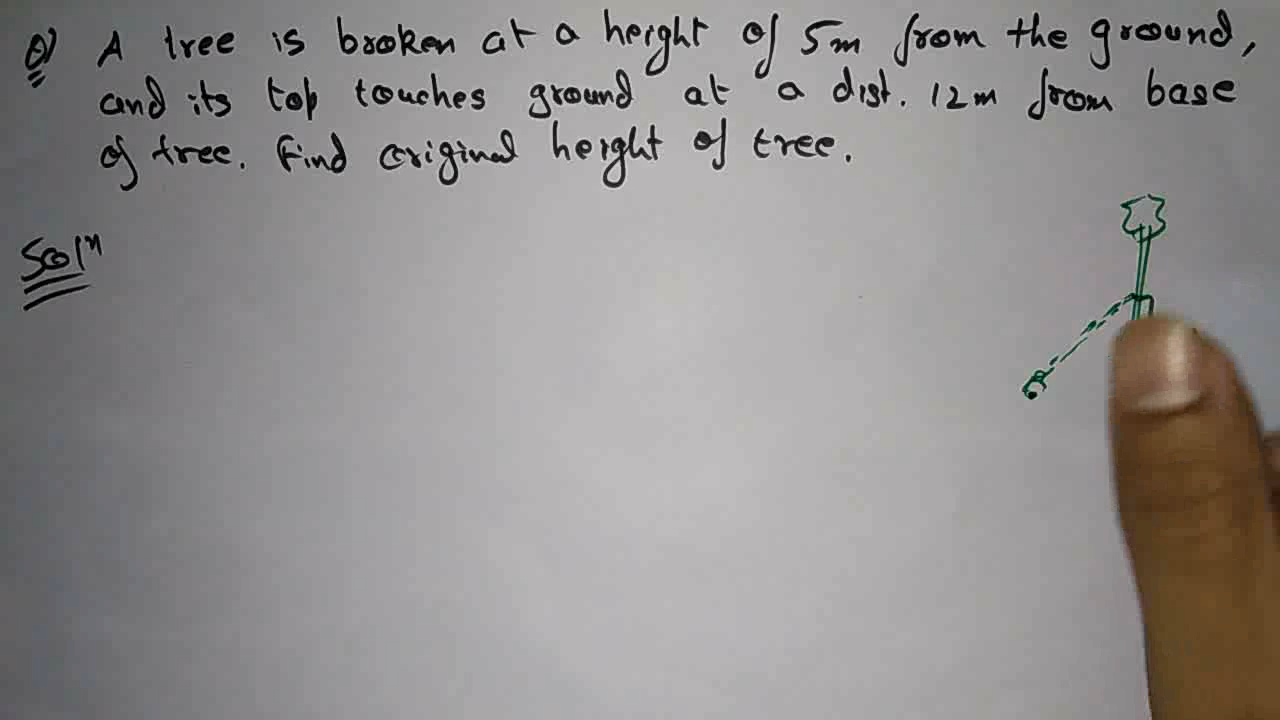 Q) A tree is broken at a height of 5m from the ground,
and its top touches ground at a dist. 12m from base
of tree. Find original height of tree.
Solⁿ